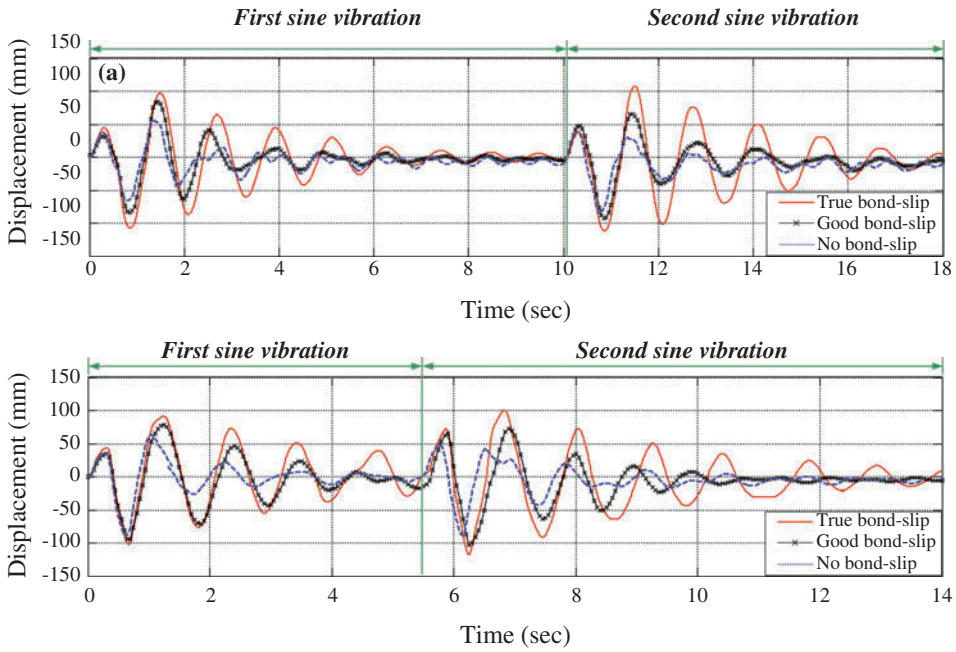 First sine vibration Second sine vibration
150
100
50
0
-50
-100
-150
Displacement (mm)
(a)
True bond-slip
Good bond-slip
No bond-slip
0 2 4 6 8 10 12 14 16 18
Time (sec)
First sine vibration Second sine vibration
150
100
50
0
-50
-100
-150
Displacement (mm)
True bond-slip
Good bond-slip
No bond-slip
0 2 4 6 8 10 12 14
Time (sec)